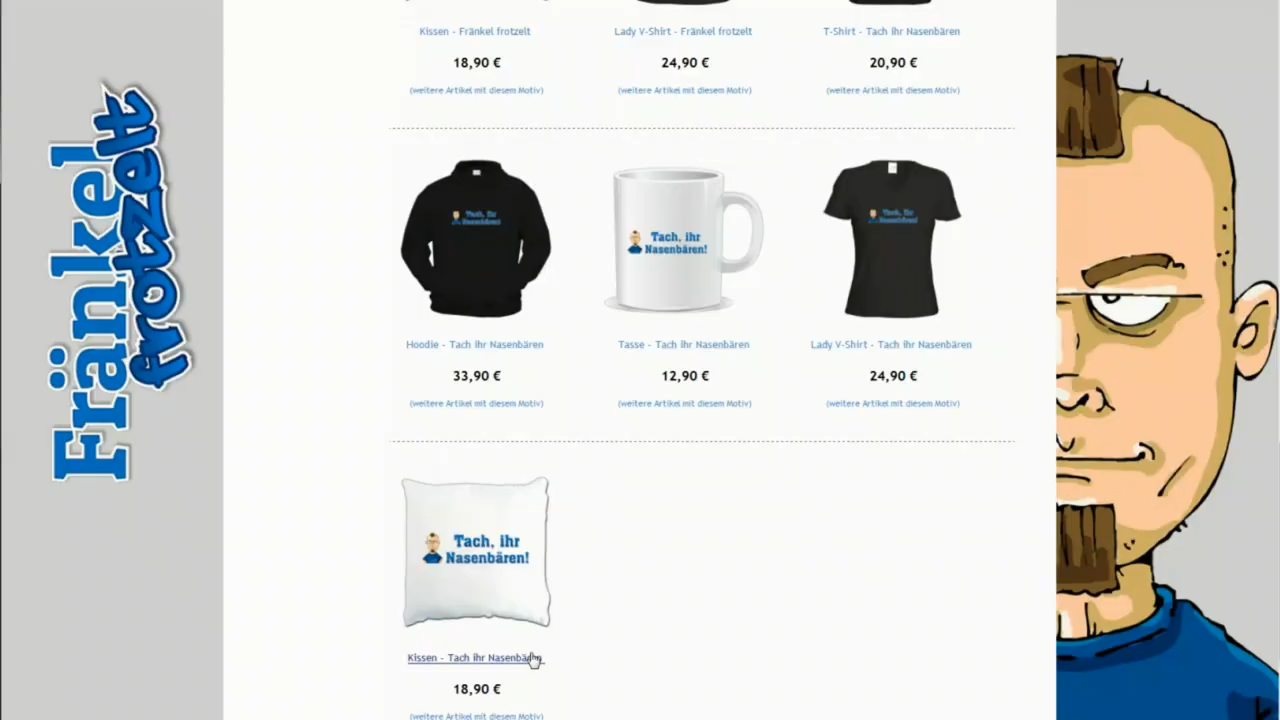 Fränkel
frotzelt
Kissen - Fränkel frotzelt
Lady V-Shirt - Fränkel frotzelt
T-Shirt - Tach ihr Nasenbären
18,90 €
24,90 €
20,90 €
(weitere Artikel mit diesem Motiv)
(weitere Artikel mit diesem Motiv)
(weitere Artikel mit diesem Motiv)
Tach, ihr
Nasenbären!
Tach, ihr
Nasenbären!
Tach, ihr
Nasenbären!
Hoodie - Tach ihr Nasenbären
Tasse - Tach ihr Nasenbären
Lady V-Shirt - Tach ihr Nasenbären
33,90 €
12,90 €
24,90 €
(weitere Artikel mit diesem Motiv)
(weitere Artikel mit diesem Motiv)
(weitere Artikel mit diesem Motiv)
Tach, ihr
Nasenbären!
Kissen - Tach ihr Nasenbären
18,90 €
(weitere Artikel mit diesem Motiv)